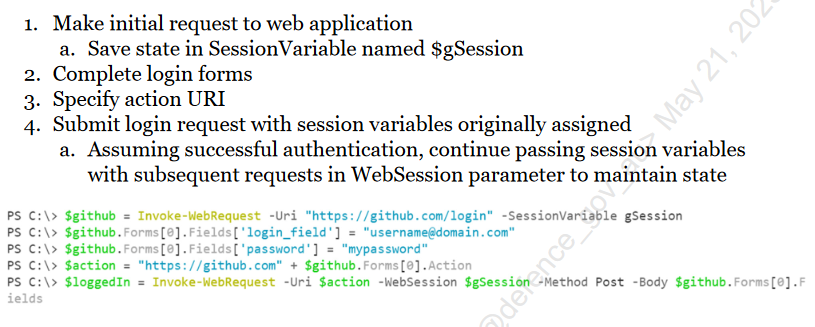 1. Make initial request to web application
a. Save state in SessionVariable named $gSession
2. Complete login forms
3. Specify action URI
4. Submit login request with session variables originally assigned
a. Assuming successful authentication, continue passing session variables
with subsequent requests in WebSession parameter to maintain state
PS C:\> $github = Invoke-WebRequest -Uri "https://github.com/login" -SessionVariable gSession
PS C:\> $github.Forms[0].Fields['login_field'] = "username@domain.com"
PS C:\> $github.Forms[0].Fields['password'] = "mypassword"
PS C:\> $action = "https://github.com" + $github.Forms[0].Action
PS C:\> $loggedIn = Invoke-WebRequest -Uri $action -WebSession $gSession -Method Post -Body $github.Forms[0].F
ields
May 21,